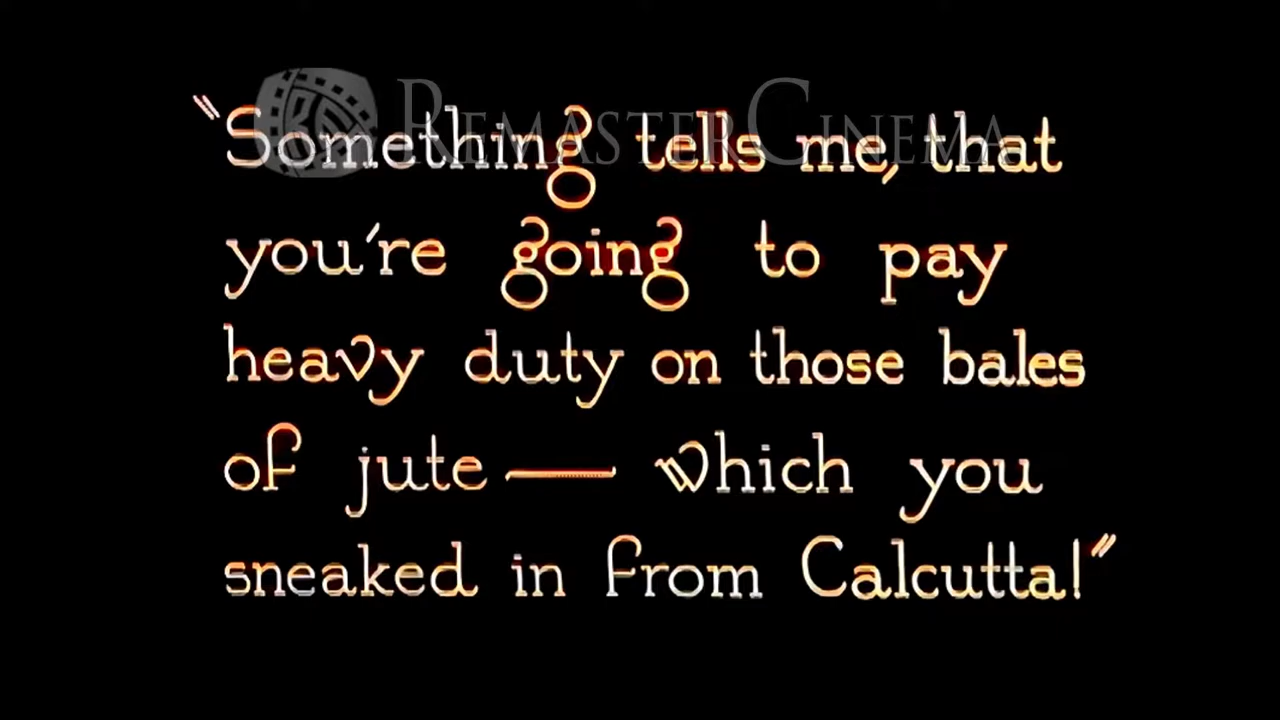 REMASTERCINEMA
"Something tells me, that
you're going to pay
heavy duty on those bales
of jute — which you
sneaked in from Calcutta!"